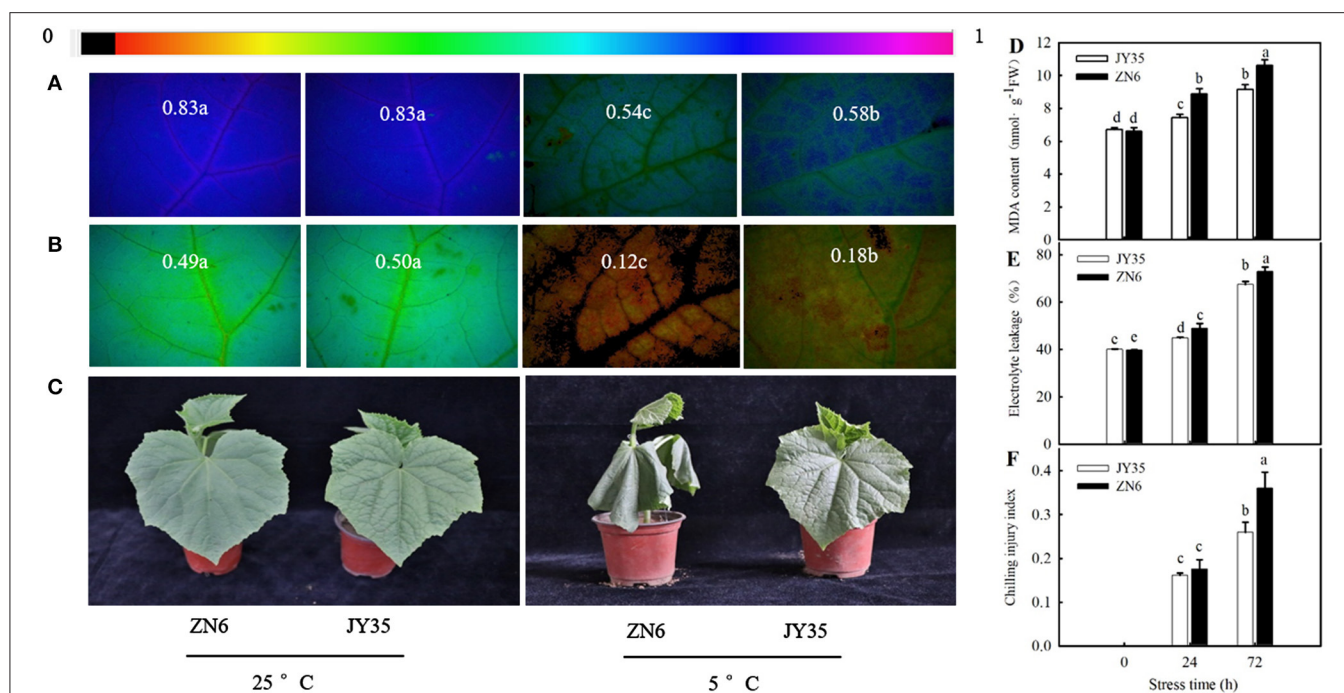 0 1
A 0.83a 0.83a 0.54c 0.58b
B 0.49a 0.50a 0.12c 0.18b
C
ZN6 JY35 ZN6 JY35
25 ° C 5 ° C
D
12
10
8
6
4
2
0
MDA content (nmol· g-1FW)
JY35
ZN6
d d c b c a
E
80
60
40
20
0
Electrolyte leakage (%)
JY35
ZN6
e e d c b a
F
0.4
0.3
0.2
0.1
0.0
Chilling injury index
JY35
ZN6
c c b a
0 24 72
Stress time (h)